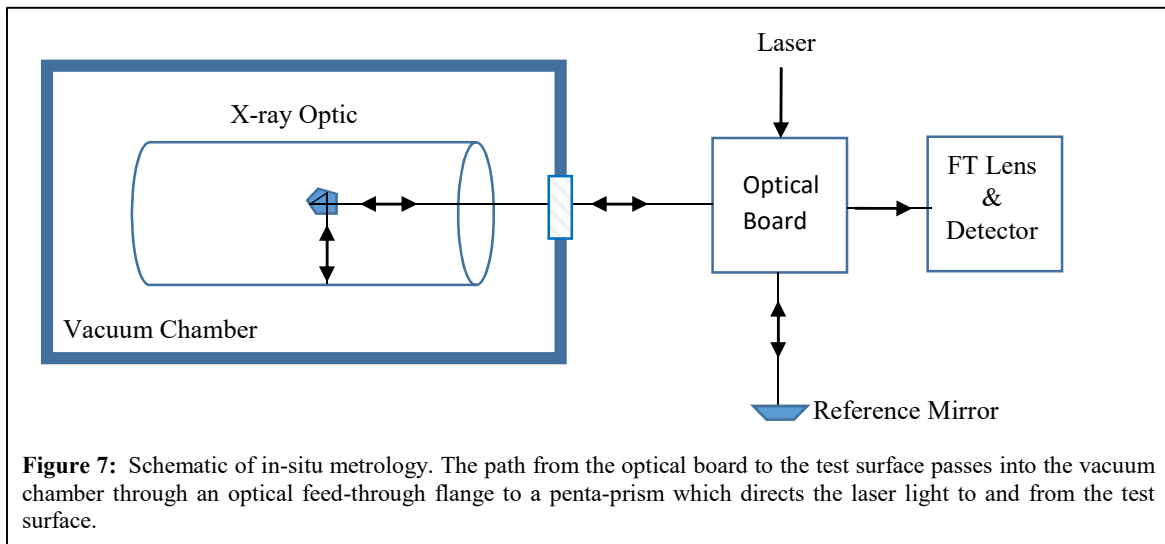 Laser
X-ray Optic
Optical
Board
FT Lens
&
Detector
Vacuum Chamber
Reference Mirror
Figure 7: Schematic of in-situ metrology. The path from the optical board to the test surface passes into the vacuum
chamber through an optical feed-through flange to a penta-prism which directs the laser light to and from the test
surface.